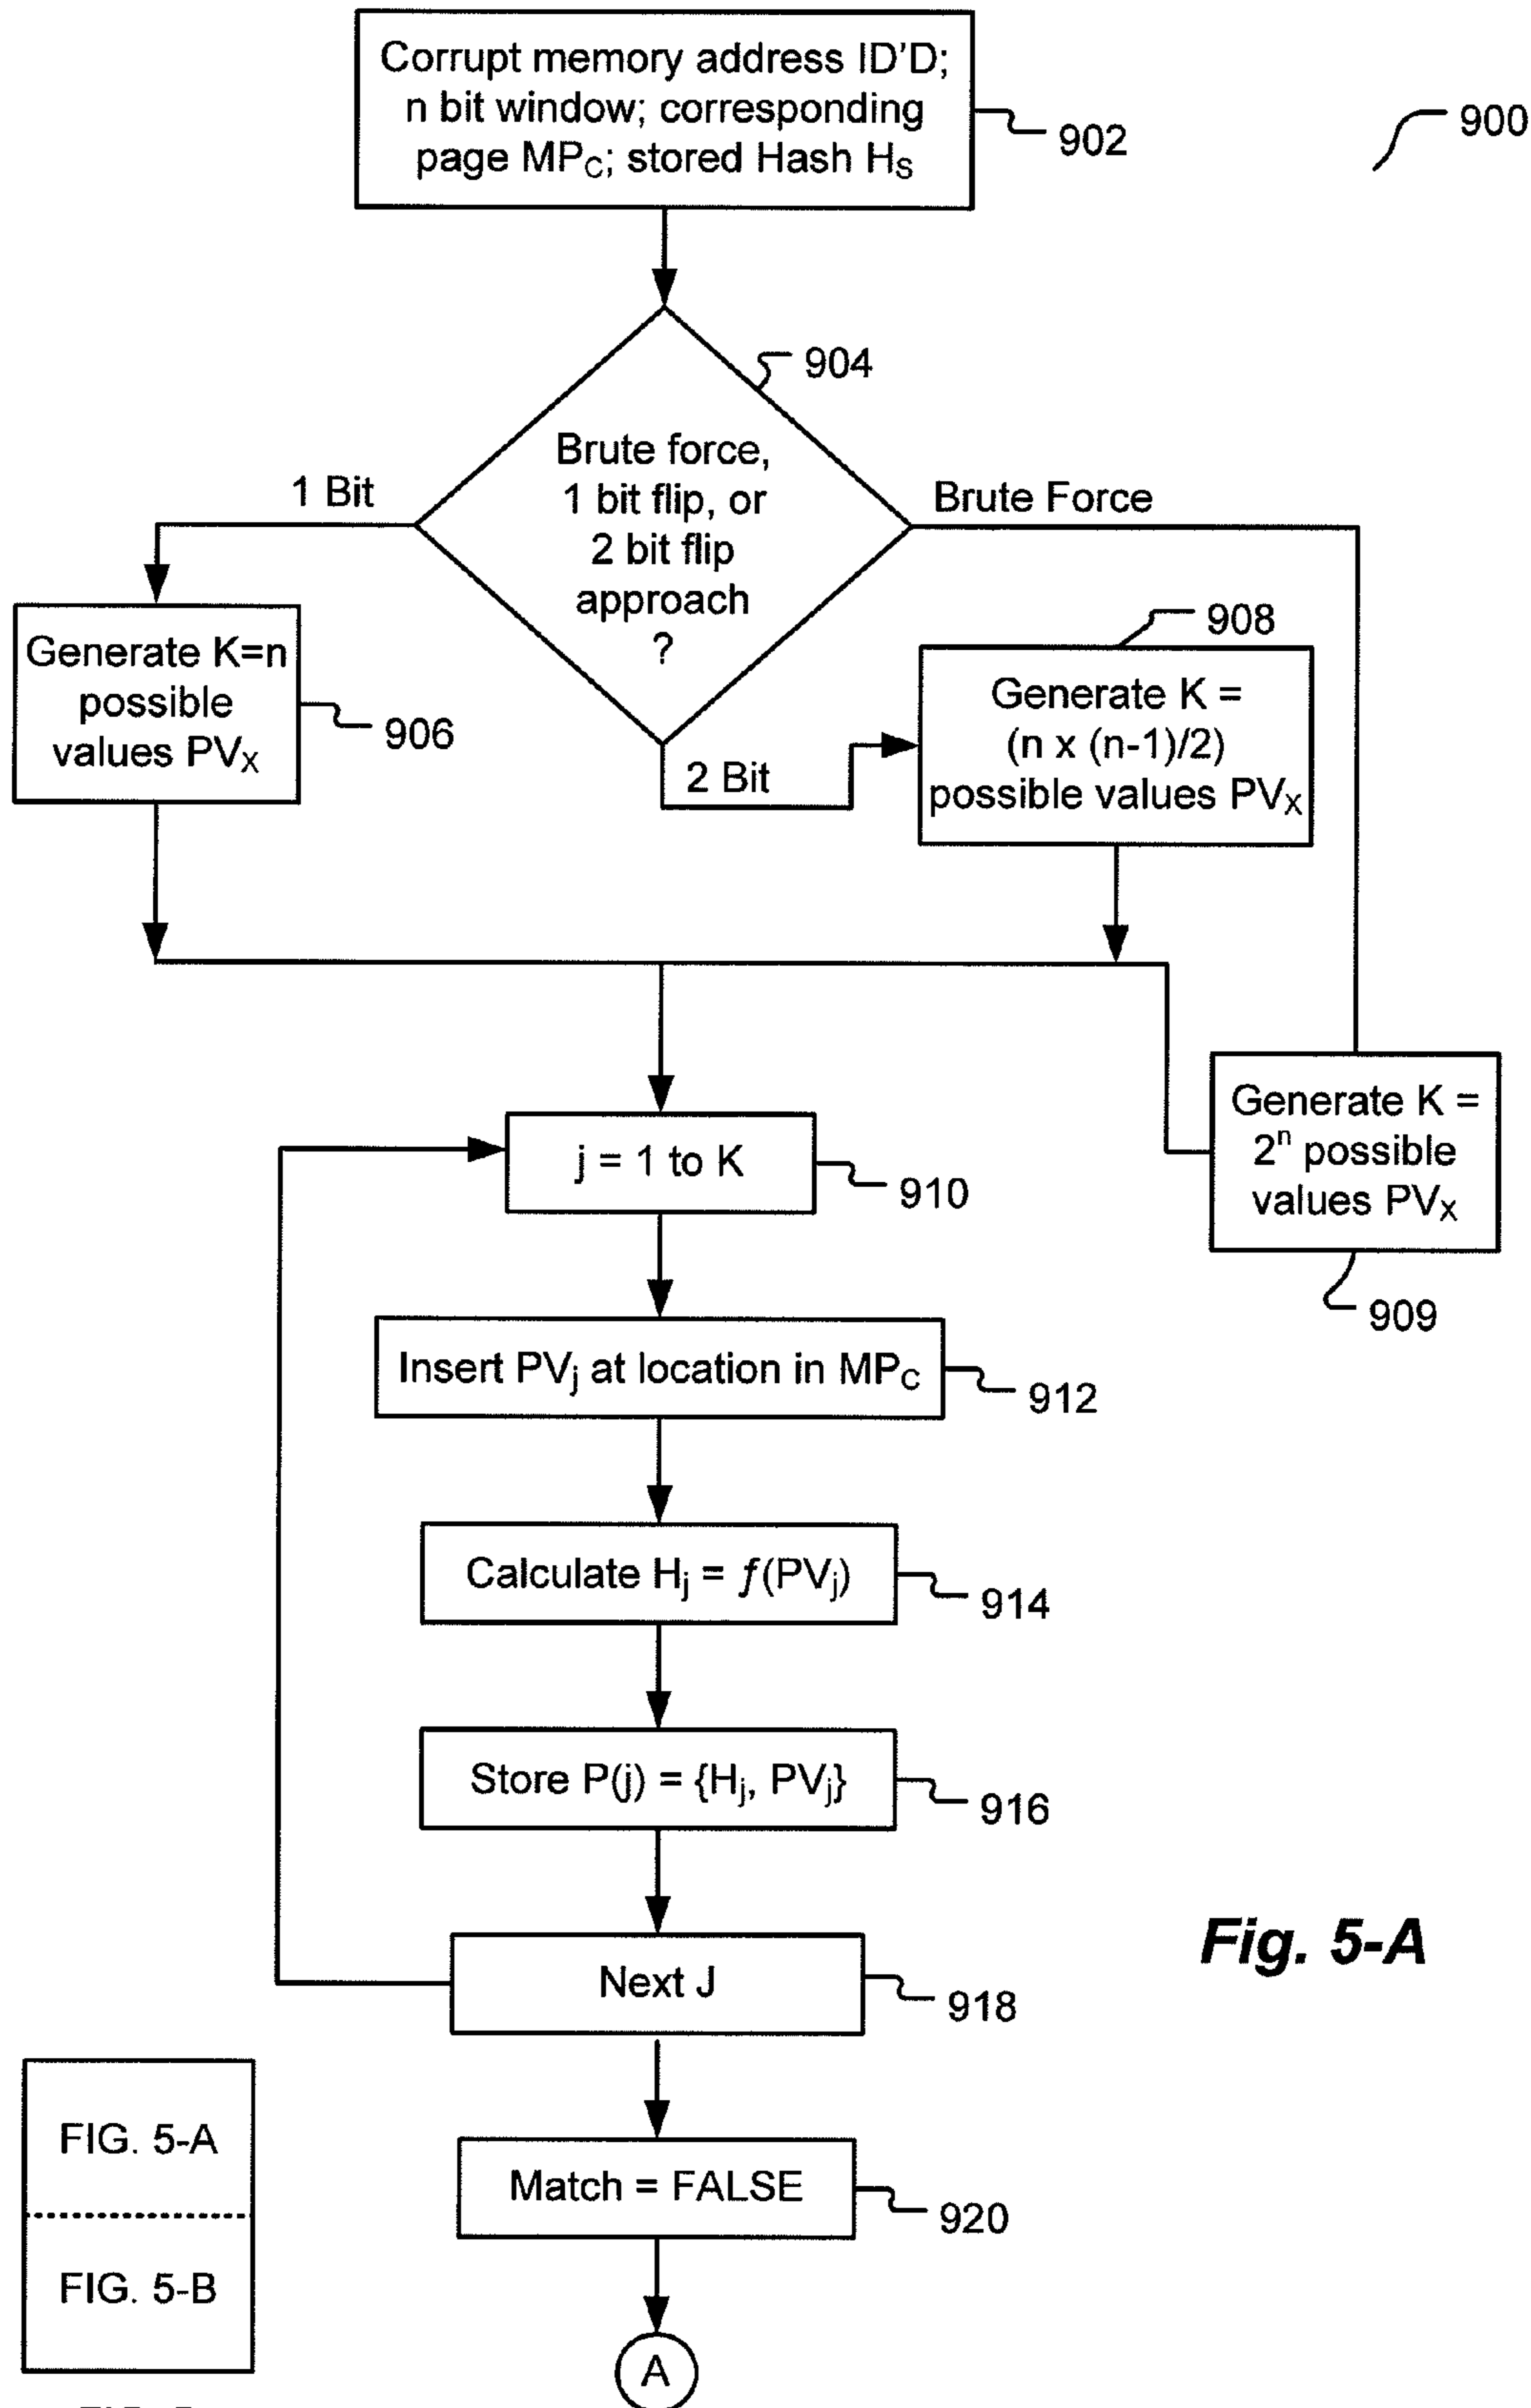 Corrupt memory address ID'D;
n bit window; corresponding
page MPC; stored Hash HS
902
900
904
Brute force,
1 bit flip, or
2 bit flip
approach
?
1 Bit
Brute Force
Generate K=n
possible
values PVX
906
2 Bit
908
Generate K =
(n x (n-1)/2)
possible values PVX
Generate K =
2ⁿ possible
values PVX
909
j = 1 to K
910
Insert PVj at location in MPC
912
Calculate Hj = f(PVj)
914
Store P(j) = {Hj, PVj}
916
Next J
918
Fig. 5-A
Match = FALSE
920
FIG. 5-A
FIG. 5-B
A